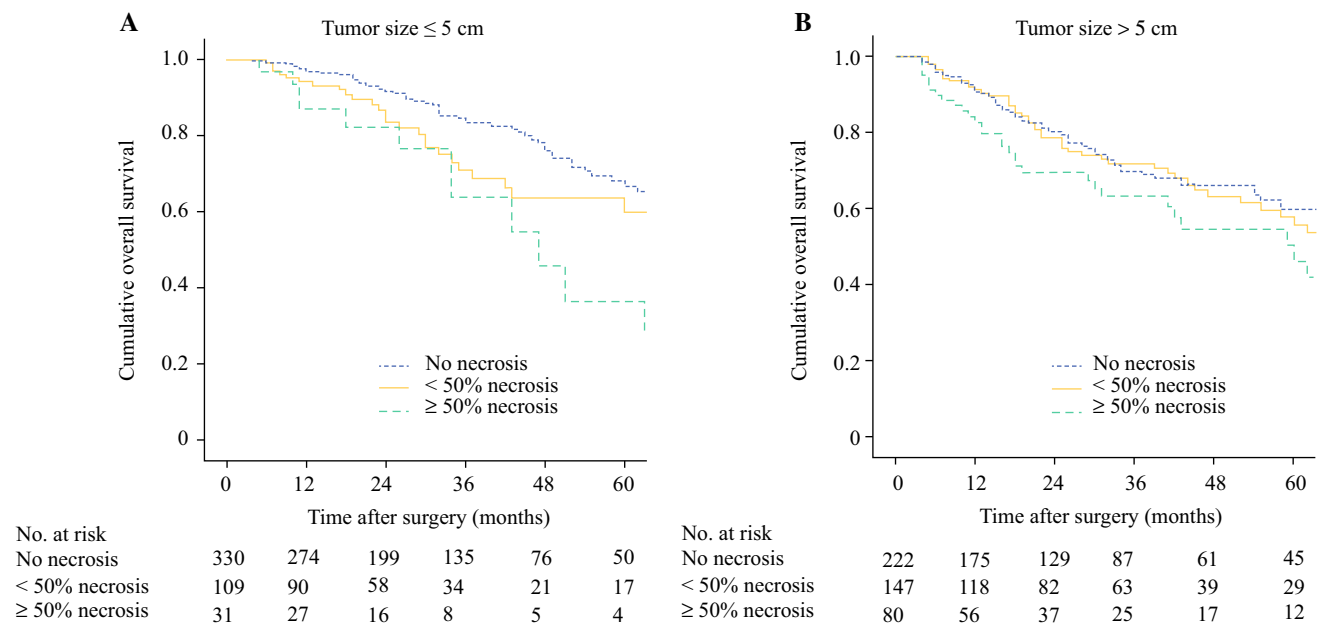 A
Tumor size ≤ 5 cm
Cumulative overall survival
1.0
0.8
0.6
0.4
0.2
0
No necrosis
< 50% necrosis
≥ 50% necrosis
0 12 24 36 48 60
Time after surgery (months)
No. at risk
No necrosis 330 274 199 135 76 50
< 50% necrosis 109 90 58 34 21 17
≥ 50% necrosis 31 27 16 8 5 4
B
Tumor size > 5 cm
Cumulative overall survival
1.0
0.8
0.6
0.4
0.2
0
No necrosis
< 50% necrosis
≥ 50% necrosis
0 12 24 36 48 60
Time after surgery (months)
No. at risk
No necrosis 222 175 129 87 61 45
< 50% necrosis 147 118 82 63 39 29
≥ 50% necrosis 80 56 37 25 17 12